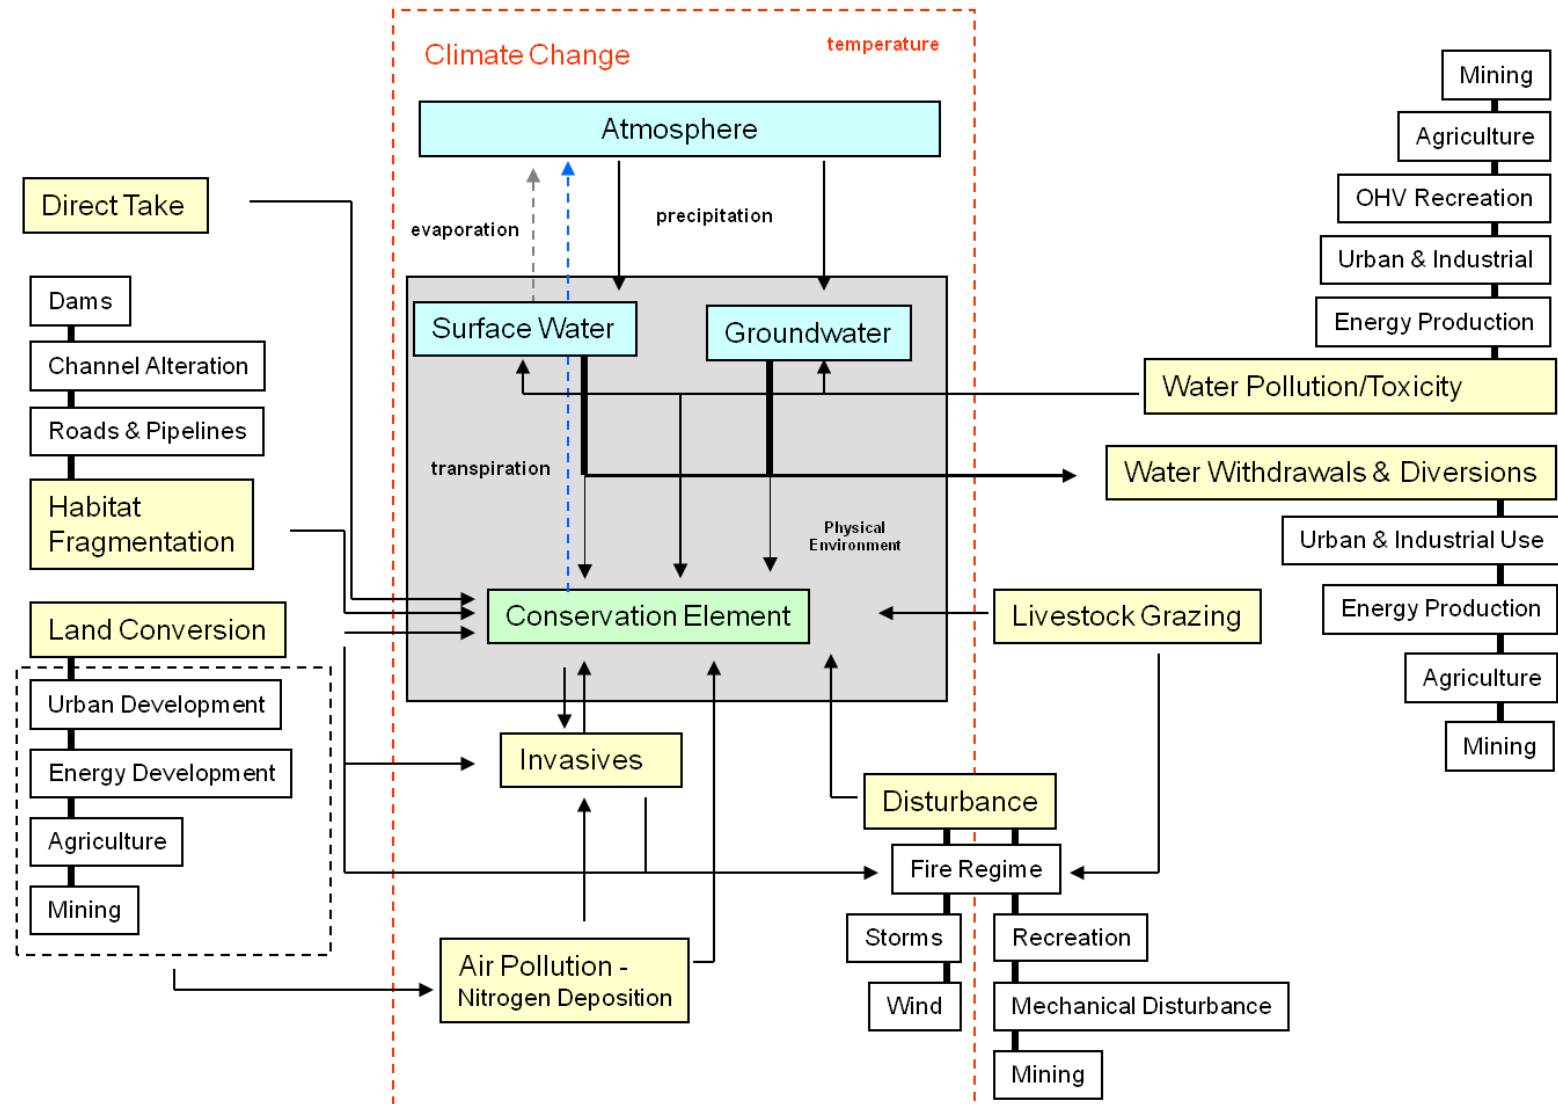 Climate Change
temperature
Atmosphere
evaporation
precipitation
Surface Water
Groundwater
transpiration
Physical
Environment
Conservation Element
Invasives
Air Pollution -
Nitrogen Deposition
Direct Take
Dams
Channel Alteration
Roads & Pipelines
Habitat
Fragmentation
Land Conversion
Urban Development
Energy Development
Agriculture
Mining
Mining
Agriculture
OHV Recreation
Urban & Industrial
Energy Production
Water Pollution/Toxicity
Water Withdrawals & Diversions
Urban & Industrial Use
Energy Production
Agriculture
Mining
Livestock Grazing
Disturbance
Fire Regime
Storms
Wind
Recreation
Mechanical Disturbance
Mining